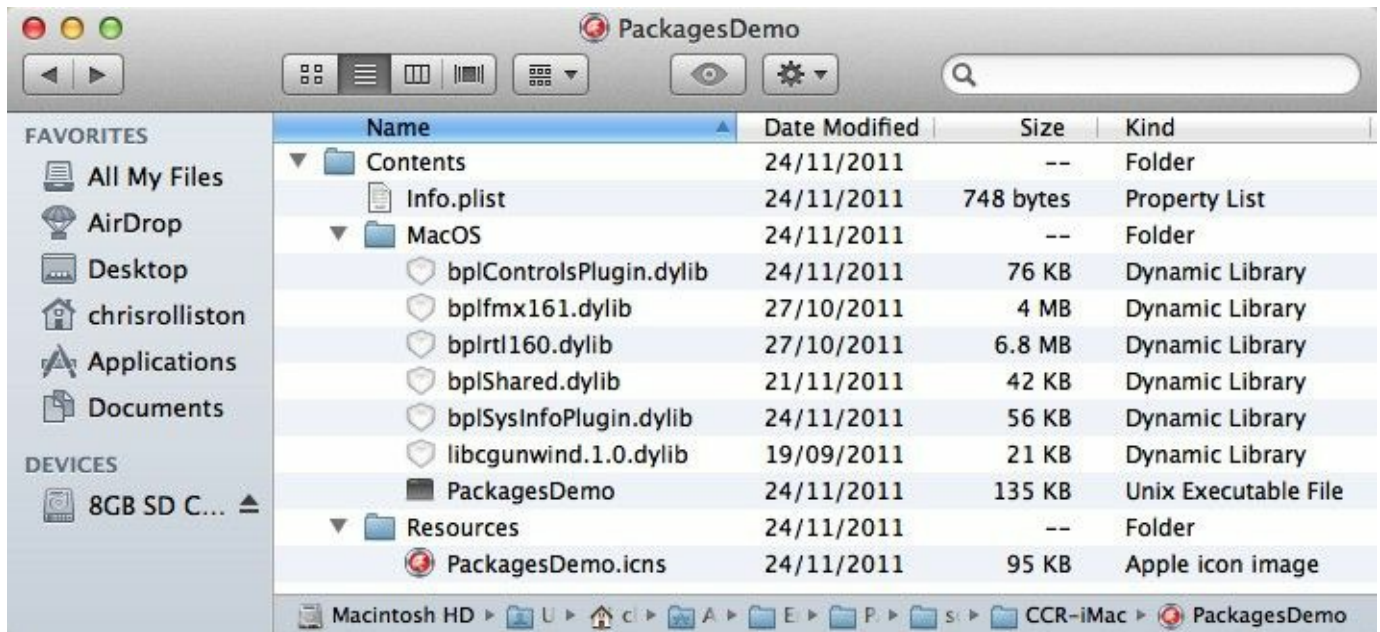 PackagesDemo
FAVORITES
All My Files
AirDrop
Desktop
chrisrolliston
Applications
Documents
DEVICES
8GB SD C...
Name Date Modified Size Kind
Contents 24/11/2011 -- Folder
Info.plist 24/11/2011 748 bytes Property List
MacOS 24/11/2011 -- Folder
bplControlsPlugin.dylib 24/11/2011 76 KB Dynamic Library
bplfmx161.dylib 27/10/2011 4 MB Dynamic Library
bplrtl160.dylib 27/10/2011 6.8 MB Dynamic Library
bplShared.dylib 21/11/2011 42 KB Dynamic Library
bplSysInfoPlugin.dylib 24/11/2011 56 KB Dynamic Library
libcgunwind.1.0.dylib 19/09/2011 21 KB Dynamic Library
PackagesDemo 24/11/2011 135 KB Unix Executable File
Resources 24/11/2011 -- Folder
PackagesDemo.icns 24/11/2011 95 KB Apple icon image
Macintosh HD U A E P CCR-iMac PackagesDemo